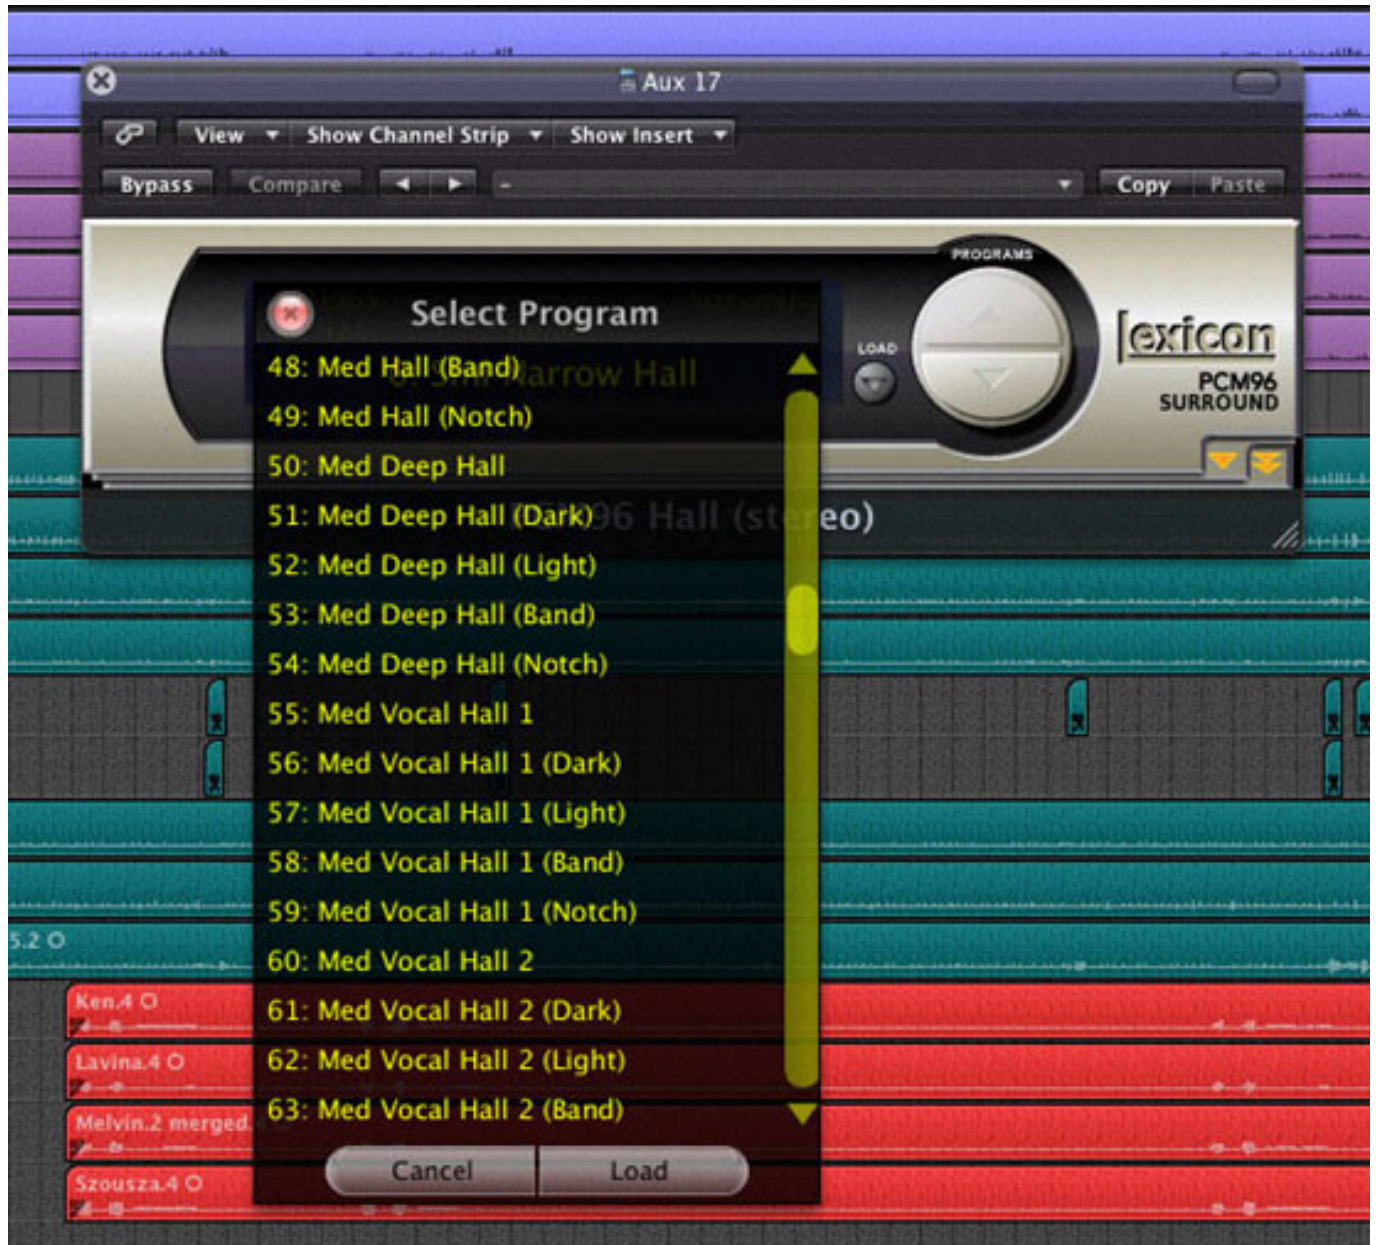 Aux 17
View Show Channel Strip Show Insert
Bypass Compare - Copy Paste
PROGRAMS
LOAD
lexicon
PCM96
SURROUND
Select Program
Narrow Hall
48: Med Hall (Band)
49: Med Hall (Notch)
50: Med Deep Hall
51: Med Deep Hall (Dark)
PCM96 Hall (stereo)
52: Med Deep Hall (Light)
53: Med Deep Hall (Band)
54: Med Deep Hall (Notch)
55: Med Vocal Hall 1
56: Med Vocal Hall 1 (Dark)
57: Med Vocal Hall 1 (Light)
58: Med Vocal Hall 1 (Band)
59: Med Vocal Hall 1 (Notch)
60: Med Vocal Hall 2
61: Med Vocal Hall 2 (Dark)
62: Med Vocal Hall 2 (Light)
63: Med Vocal Hall 2 (Band)
Cancel Load
5.2
Ken.4
Lavina.4
Melvin.2 merged.
Szousza.4